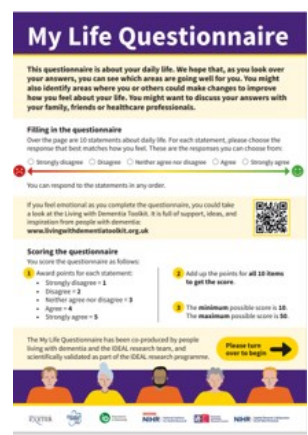 My Life Questionnaire
This questionnaire is about your daily life. We hope that, as you look over
your answers, you can see which areas are going well for you. You might
also identify areas where you or others could make changes to improve
how you feel about your life. You might want to discuss your answers with
your family, friends or healthcare professionals.
Filling in the questionnaire
Over the page are 10 statements about daily life. For each statement, please choose the
response that best matches how you feel. These are the responses you can choose from:
Strongly disagree Disagree Neither agree nor disagree Agree Strongly agree
You can respond to the statements in any order.
If you feel emotional as you complete the questionnaire, you could take
a look at the Living with Dementia Toolkit. It is full of support, ideas, and
inspiration from people with dementia:
www.livingwithdementiatoolkit.org.uk
Scoring the questionnaire
You score the questionnaire as follows:
1 Award points for each statement:
• Strongly disagree = 1
• Disagree = 2
• Neither agree nor disagree = 3
• Agree = 4
• Strongly agree = 5
2 Add up the points for all 10 items
to get the score.
3 The minimum possible score is 10.
The maximum possible score is 50.
The My Life Questionnaire has been co-produced by people
living with dementia and the IDEAL research team, and
scientifically validated as part of the IDEAL research programme.
Please turn
over to begin
EXETER
NIHR
NIHR